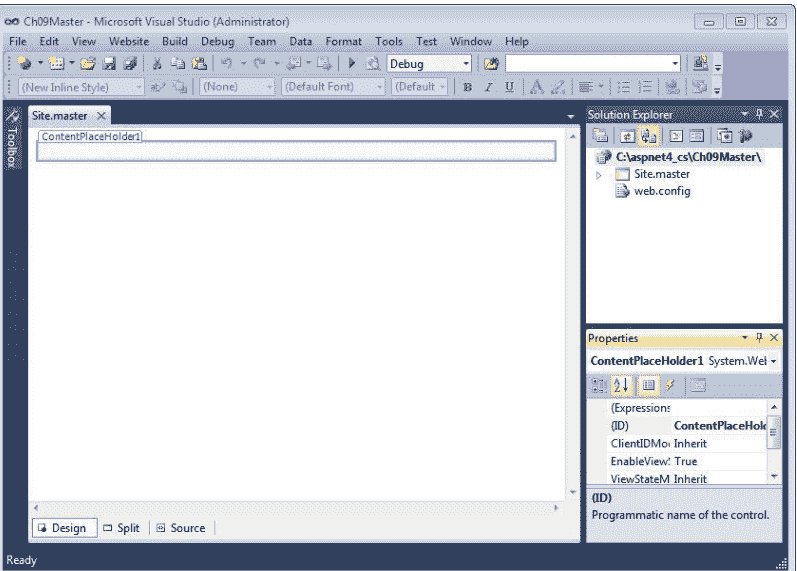 Ch09Master - Microsoft Visual Studio (Administrator)
File Edit View Website Build Debug Team Data Format Tools Test Window Help
Debug
(New Inline Style) (None) (Default Font) (Default B I U A
Toolbox
Site.master
ContentPlaceHolder1
Solution Explorer
C:\aspnet4_cs\Ch09Master\
Site.master
web.config
Properties
ContentPlaceHolder1 System.Wel
(Expressions
(ID) ContentPlaceHold
ClientIDMo Inherit
EnableViewS True
ViewStateM Inherit
(ID)
Programmatic name of the control.
Design Split Source
Ready